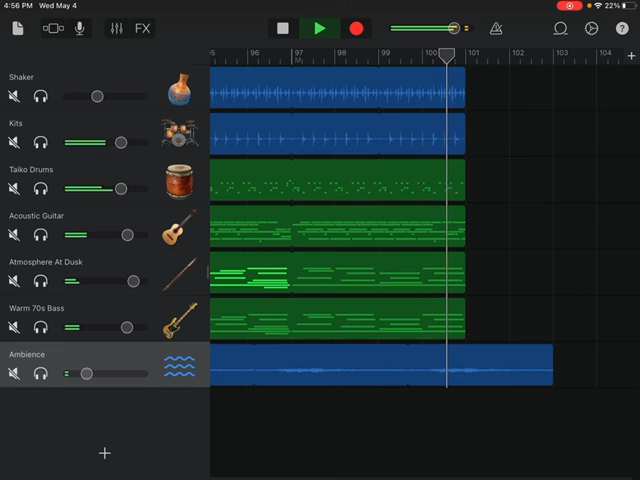 4:56 PM Wed May 4
22%
FX
?
95 96 97 98 99 100 101 102 103 104 +
M
Shaker
Kits
Taiko Drums
Acoustic Guitar
Atmosphere At Dusk
Warm 70s Bass
Ambience
+